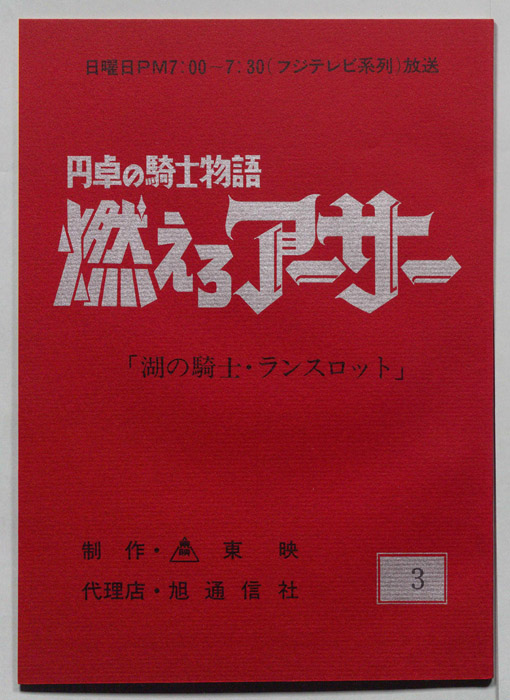 日曜日PM7:00-7:30(フジテレビ系列)放送
円卓の騎士物語
燃えろアーサー
「湖の騎士・ランスロット」
制作・東映
代理店・旭通信社
3